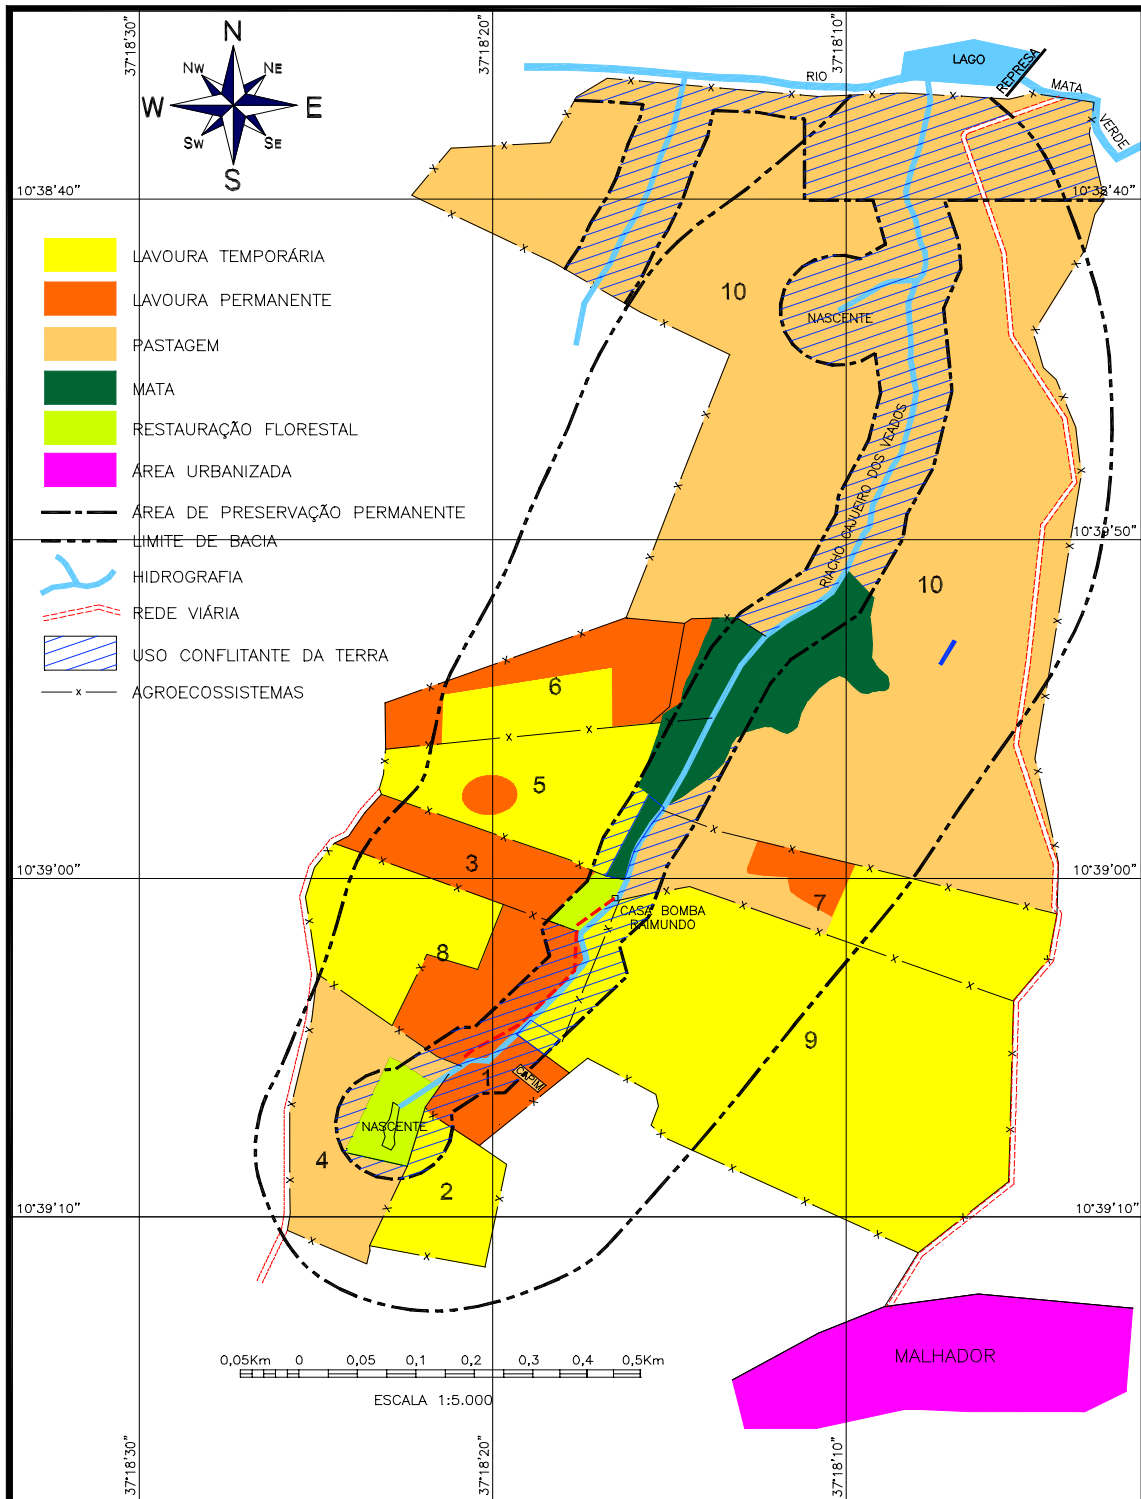 37°18'30"
37°18'20"
37°18'10"
N
NW
NE
W
E
SW
SE
S
LAGO
REPRESA
RIO
MATA
VERDE
10°38'40"
10°38'40"
LAVOURA TEMPORÁRIA
LAVOURA PERMANENTE
PASTAGEM
MATA
RESTAURAÇÃO FLORESTAL
ÁREA URBANIZADA
ÁREA DE PRESERVAÇÃO PERMANENTE
LIMITE DE BACIA
HIDROGRAFIA
REDE VIÁRIA
USO CONFLITANTE DA TERRA
AGROECOSSISTEMAS
10
NASCENTE
RIACHO CAJUEIRO DOS VEADOS
10°39'50"
10°39'50"
10
6
5
3
10°39'00"
10°39'00"
7
CASA BOMBA
RAIMUNDO
8
9
1
CAPIM
NASCENTE
4
2
10°39'10"
10°39'10"
MALHADOR
0,05Km 0 0,05 0,1 0,2 0,3 0,4 0,5Km
ESCALA 1:5.000
37°18'30"
37°18'20"
37°18'10"